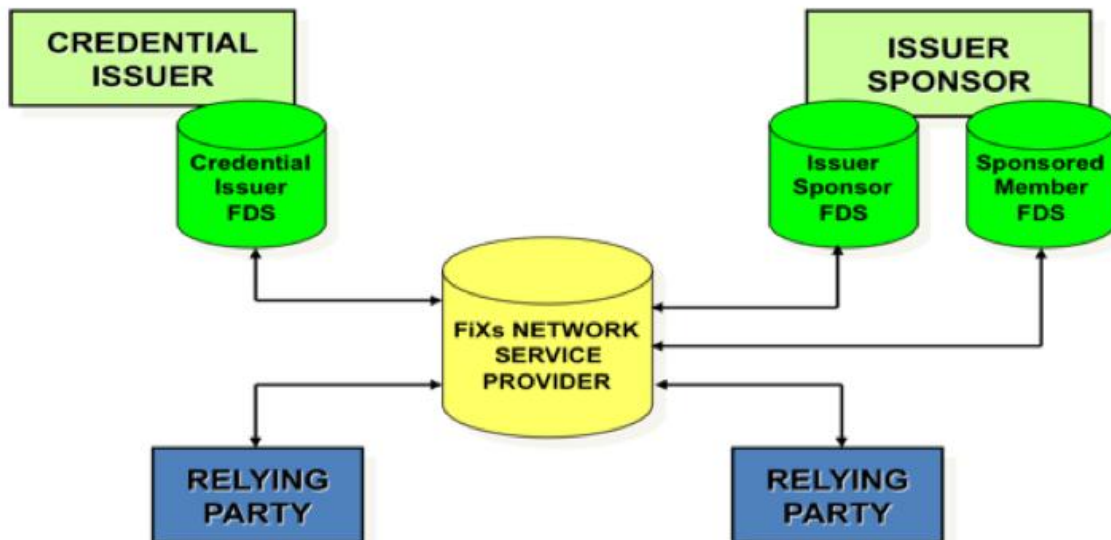 CREDENTIAL
ISSUER
ISSUER
SPONSOR
Credential
Issuer
FDS
Issuer
Sponsor
FDS
Sponsored
Member
FDS
FiXs NETWORK
SERVICE
PROVIDER
RELYING
PARTY
RELYING
PARTY